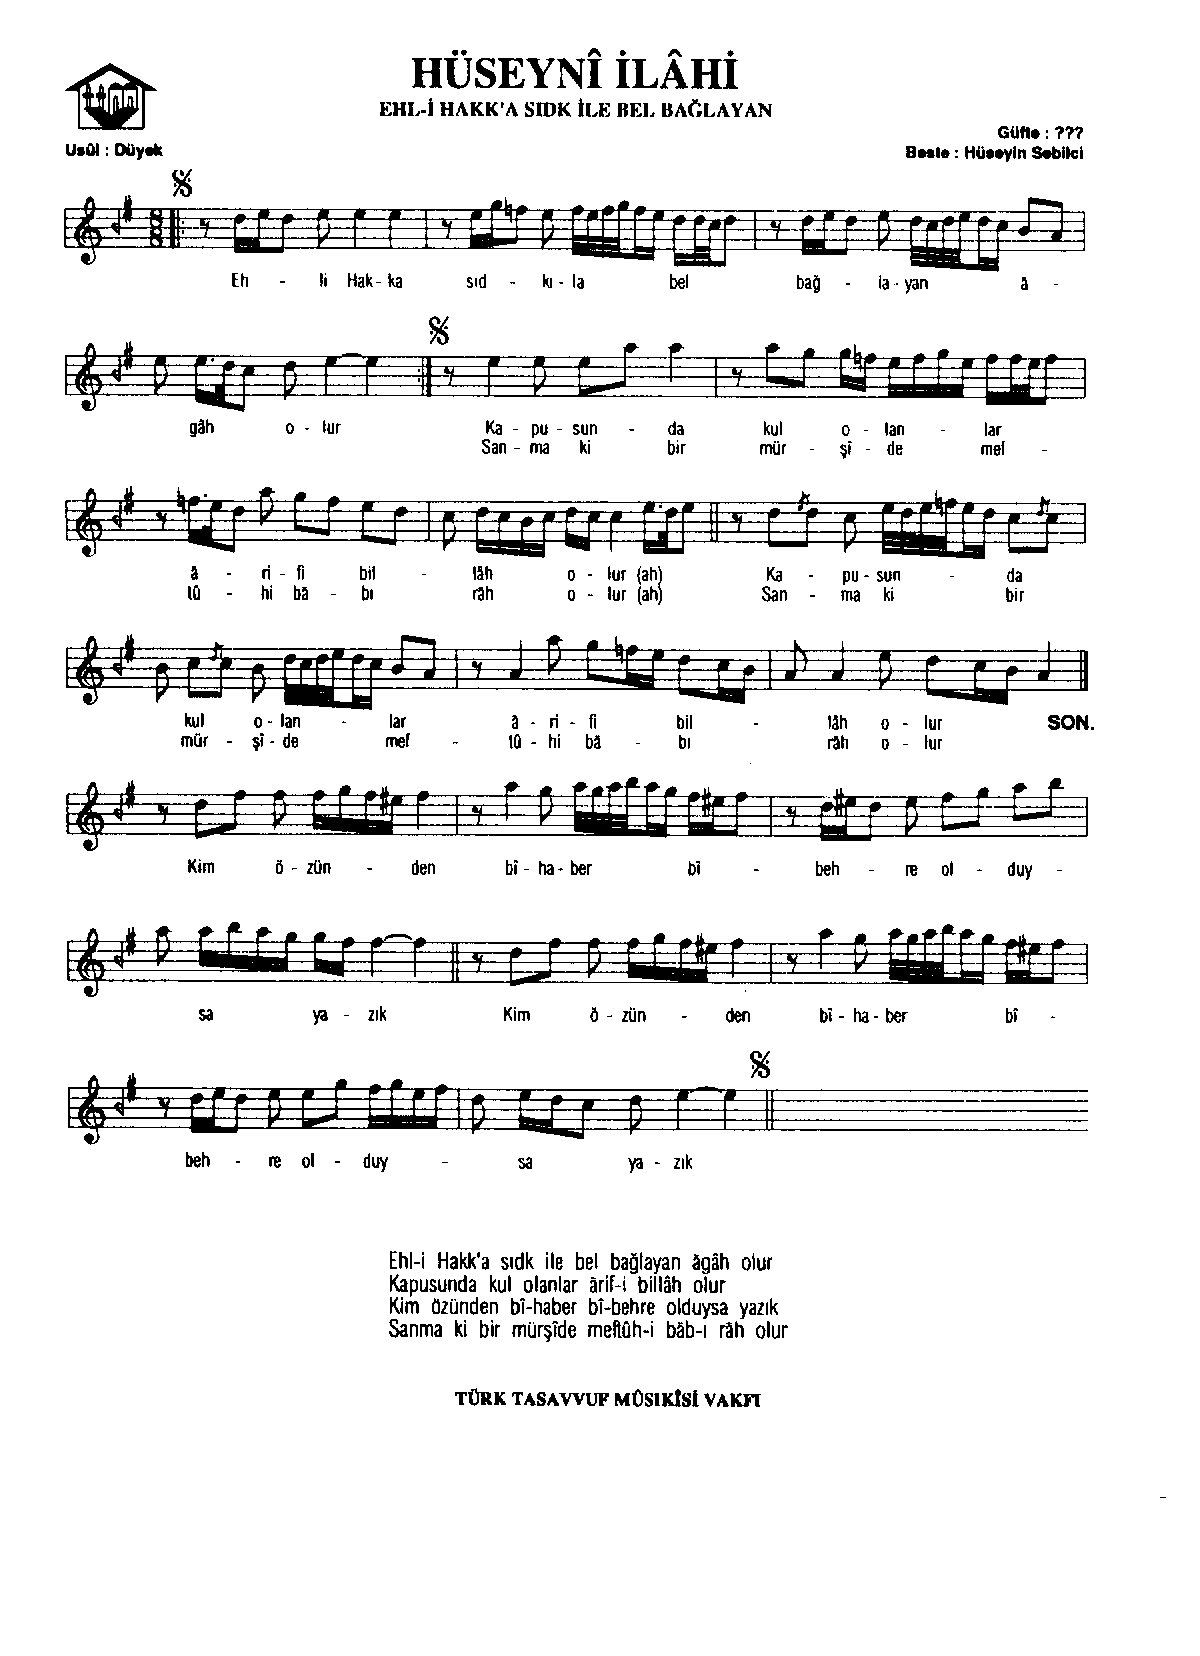 HÜSEYNÎ İLÂHİ
EHL-İ HAKK'A SIDK İLE BEL BAĞLAYAN
Güfte : ???
Usûl : Düyek
Beste : Hüseyin Sebilci
Eh - li Hak - ka sıd - kı - la bel bağ - la - yan â -
gâh o - lur Ka - pu - sun - da kul o - lan - lar
San - ma ki bir mür - şî - de mef -
â - ri - fi bil - lâh o - lur (ah) Ka - pu - sun - da
tû - hi bâ - bı râh o - lur (ah) San - ma ki bir
kul o - lan - lar â - ri - fi bil - lâh o - lur SON.
mür - şî - de mef - tû - hi bâ - bı râh o - lur
Kim ö - zün - den bî - ha - ber bî - beh - re ol - duy -
sa ya - zık Kim ö - zün - den bî - ha - ber bî -
beh - re ol - duy - sa ya - zık
Ehl-i Hakk'a sıdk ile bel bağlayan âgâh olur
Kapusunda kul olanlar ârif-i billâh olur
Kim özünden bî-haber bî-behre olduysa yazık
Sanma ki bir mürşîde meftûh-i bâb-ı râh olur
TÜRK TASAVVUF MÛSIKÎSİ VAKFI